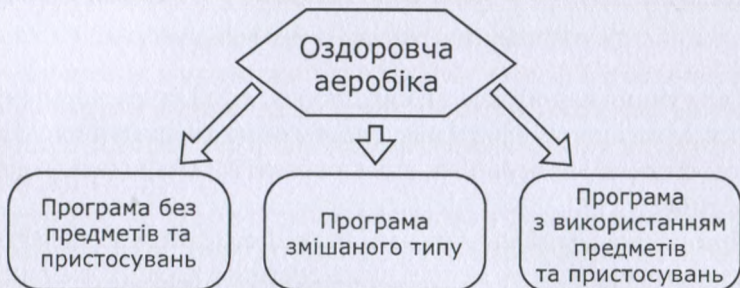 Оздоровча
аеробіка
Програма без
предметів та
пристосувань
Програма
змішаного типу
Програма
з використанням
предметів
та пристосувань